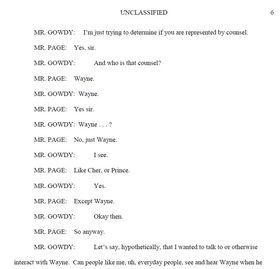 UNCLASSIFIED 6
MR. GOWDY: I'm just trying to determine if you are represented by counsel.
MR. PAGE: Yes, sir.
MR. GOWDY: And who is that counsel?
MR. PAGE: Wayne.
MR. GOWDY: Wayne.
MR. PAGE: Yes sir.
MR. GOWDY: Wayne . . . ?
MR. PAGE: No, just Wayne.
MR. GOWDY: I see.
MR. PAGE: Like Cher, or Prince.
MR. GOWDY: Yes.
MR. PAGE: Except Wayne.
MR. GOWDY: Okay then.
MR. PAGE: So anyway.
MR. GOWDY: Let's say, hypothetically, that I wanted to talk to or otherwise
interact with Wayne. Can people like me, uh, everyday people, see and hear Wayne when he